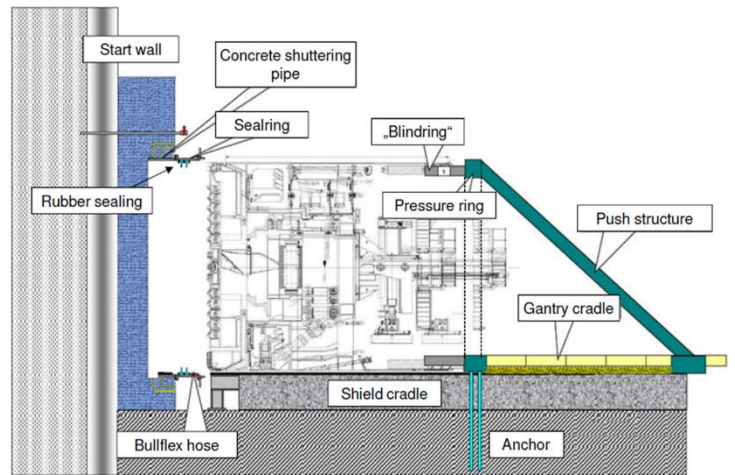 Start wall
Concrete shuttering
pipe
Sealring
„Blindring“
Rubber sealing
Pressure ring
Push structure
Gantry cradle
Shield cradle
Bullflex hose
Anchor